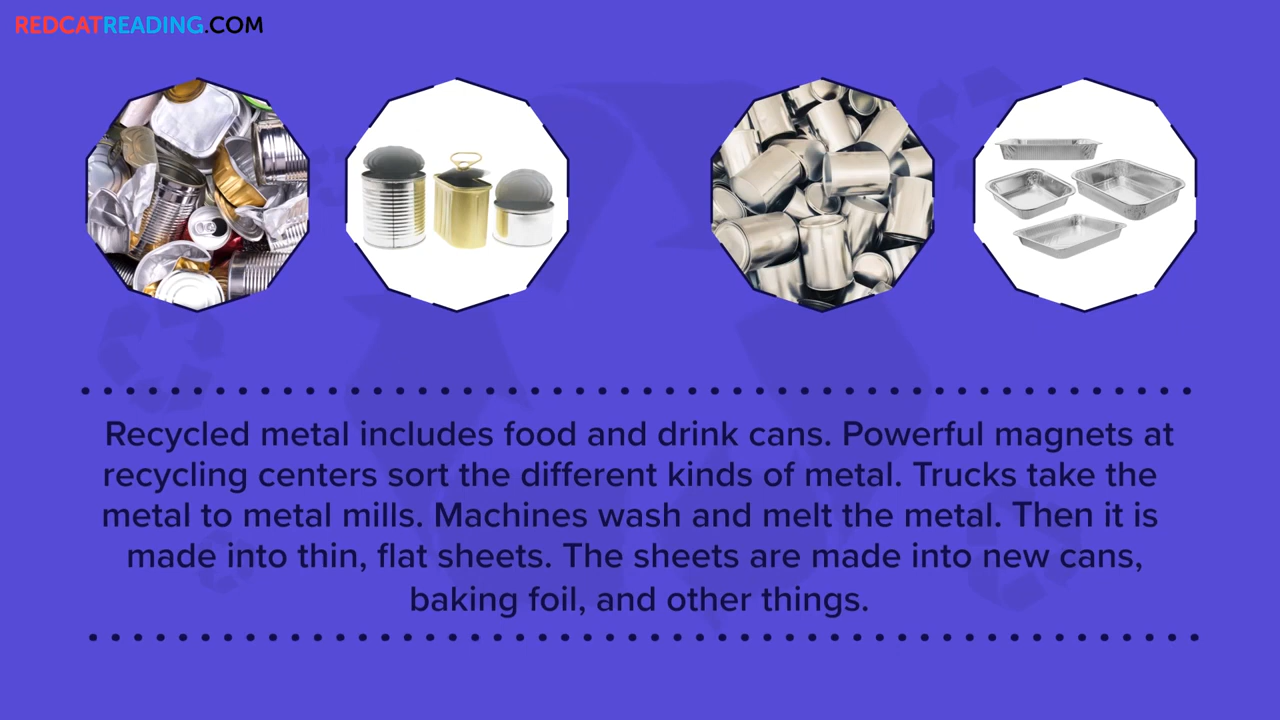 REDCATREADING.COM
Recycled metal includes food and drink cans. Powerful magnets at
recycling centers sort the different kinds of metal. Trucks take the
metal to metal mills. Machines wash and melt the metal. Then it is
made into thin, flat sheets. The sheets are made into new cans,
baking foil, and other things.